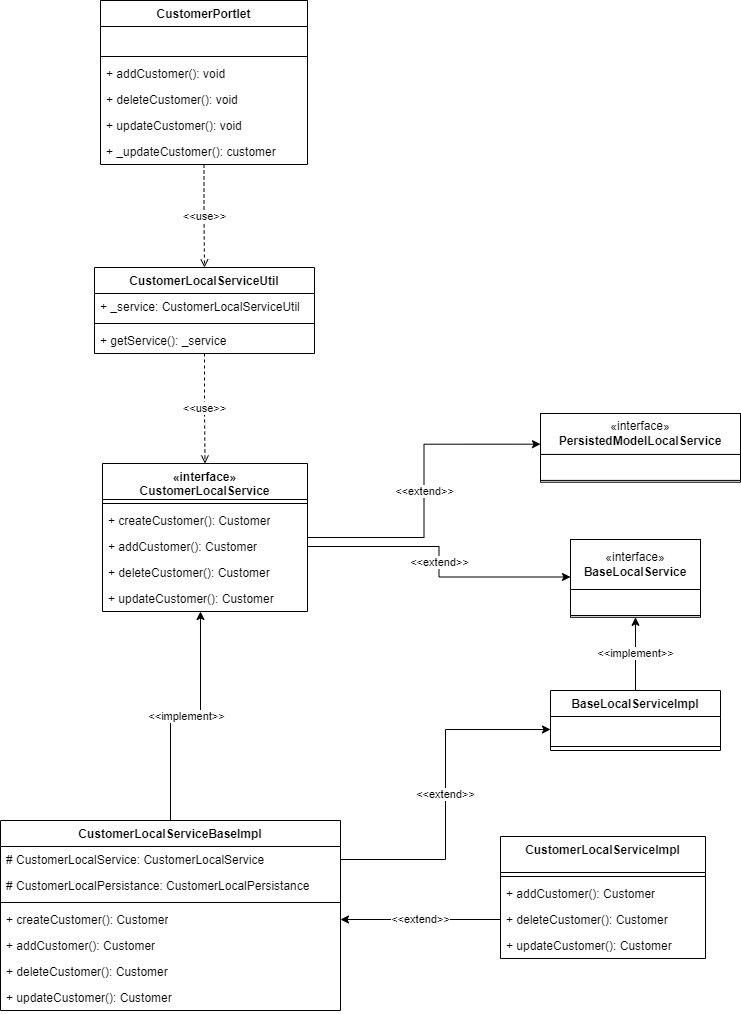 CustomerPortlet
+ addCustomer(): void
+ deleteCustomer(): void
+ updateCustomer(): void
+ _updateCustomer(): customer
<<use>>
CustomerLocalServiceUtil
+ _service: CustomerLocalServiceUtil
+ getService(): _service
<<use>>
«interface»
CustomerLocalService
+ createCustomer(): Customer
+ addCustomer(): Customer
+ deleteCustomer(): Customer
+ updateCustomer(): Customer
<<extend>>
«interface»
PersistedModelLocalService
<<extend>>
«interface»
BaseLocalService
<<implement>>
BaseLocalServiceImpl
<<implement>>
<<extend>>
CustomerLocalServiceBaseImpl
# CustomerLocalService: CustomerLocalService
# CustomerLocalPersistance: CustomerLocalPersistance
+ createCustomer(): Customer
+ addCustomer(): Customer
+ deleteCustomer(): Customer
+ updateCustomer(): Customer
<<extend>>
CustomerLocalServiceImpl
+ addCustomer(): Customer
+ deleteCustomer(): Customer
+ updateCustomer(): Customer